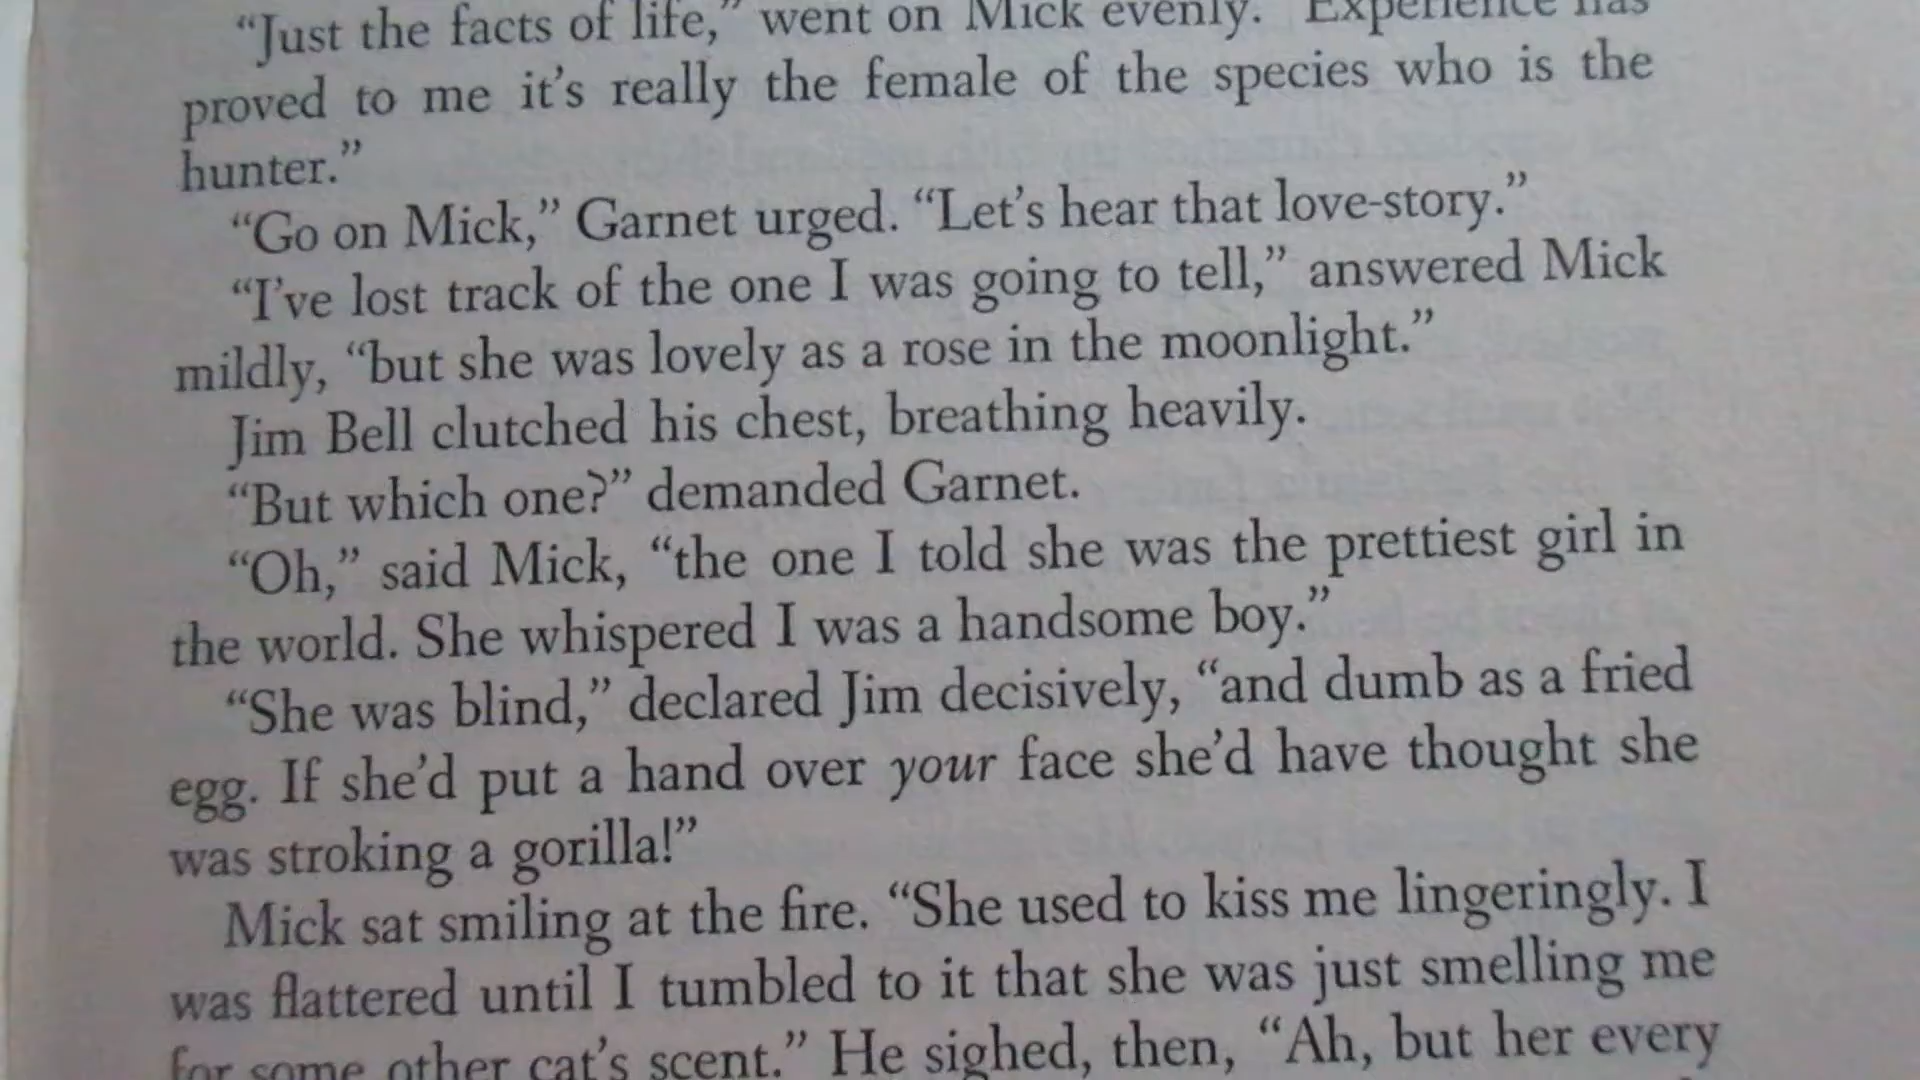 “Just the facts of life,” went on Mick evenly. “Experience has
proved to me it’s really the female of the species who is the
hunter.”
“Go on Mick,” Garnet urged. “Let’s hear that love-story.”
“I’ve lost track of the one I was going to tell,” answered Mick
mildly, “but she was lovely as a rose in the moonlight.”
Jim Bell clutched his chest, breathing heavily.
“But which one?” demanded Garnet.
“Oh,” said Mick, “the one I told she was the prettiest girl in
the world. She whispered I was a handsome boy.”
“She was blind,” declared Jim decisively, “and dumb as a fried
egg. If she’d put a hand over your face she’d have thought she
was stroking a gorilla!”
Mick sat smiling at the fire. “She used to kiss me lingeringly. I
was flattered until I tumbled to it that she was just smelling me
for some other cat’s scent.” He sighed, then, “Ah, but her every